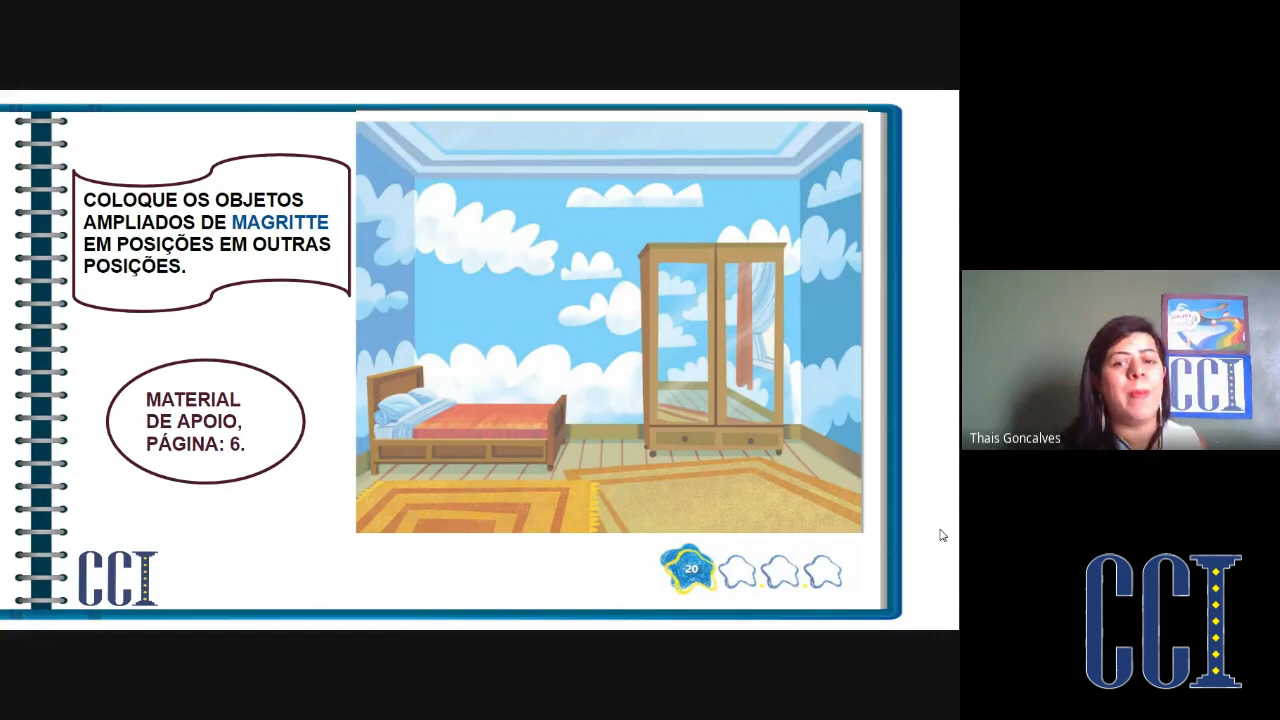 COLOQUE OS OBJETOS
AMPLIADOS DE MAGRITTE
EM POSIÇÕES EM OUTRAS
POSIÇÕES.
MATERIAL
DE APOIO,
PÁGINA: 6.
CCI
20
CCI
Thais Goncalves
CCI